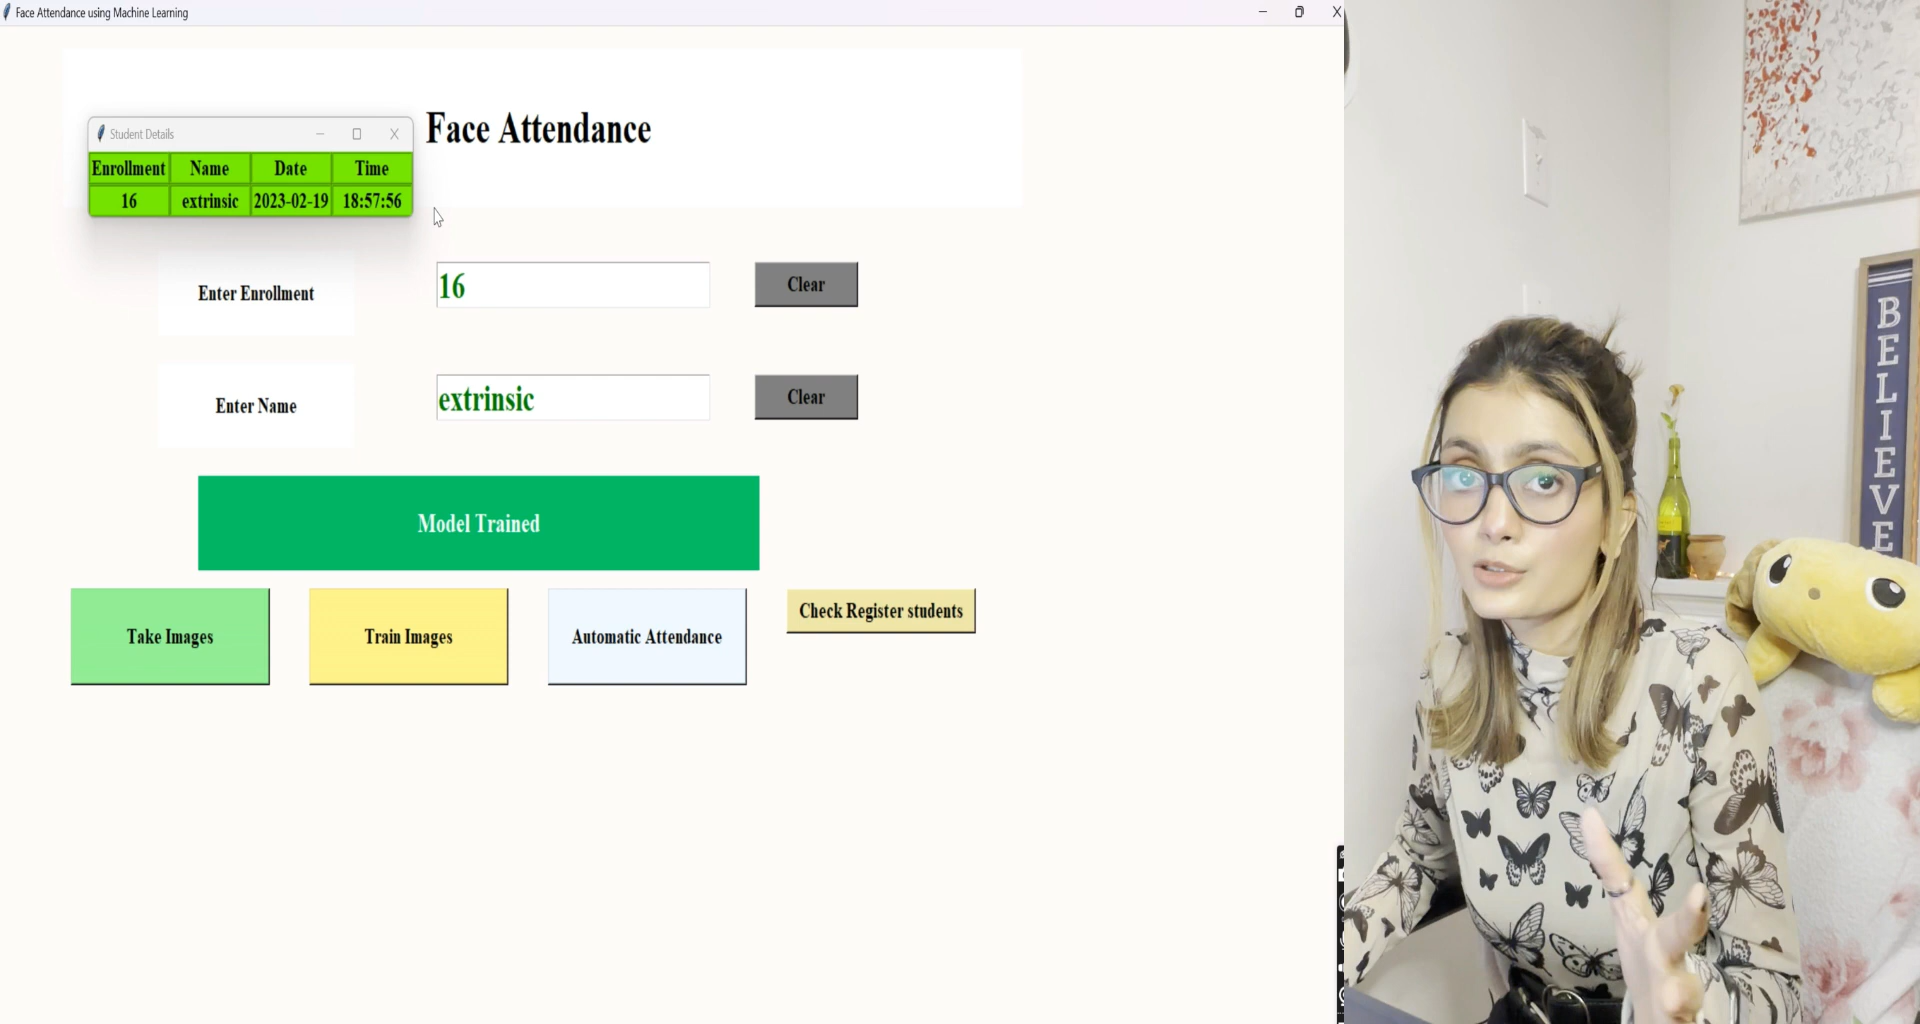 Face Attendance using Machine Learning
Face Attendance
Student Details
Enrollment Name Date Time
16 extrinsic 2023-02-19 18:57:56
Enter Enrollment 16 Clear
Enter Name extrinsic Clear
Model Trained
Take Images Train Images Automatic Attendance Check Register students
BELIEVE